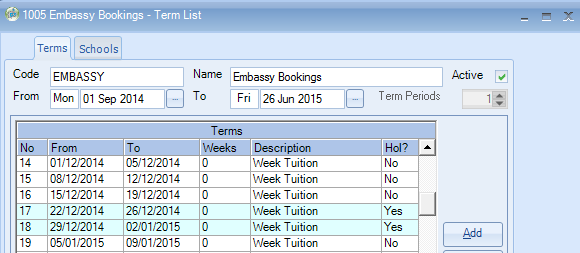 1005 Embassy Bookings - Term List
Terms Schools
Code EMBASSY Name Embassy Bookings Active
From Mon 01 Sep 2014 ... To Fri 26 Jun 2015 ... Term Periods 1
Terms
No From To Weeks Description Hol?
14 01/12/2014 05/12/2014 0 Week Tuition No
15 08/12/2014 12/12/2014 0 Week Tuition No
16 15/12/2014 19/12/2014 0 Week Tuition No
17 22/12/2014 26/12/2014 0 Week Tuition Yes
18 29/12/2014 02/01/2015 0 Week Tuition Yes
19 05/01/2015 09/01/2015 0 Week Tuition No
Add